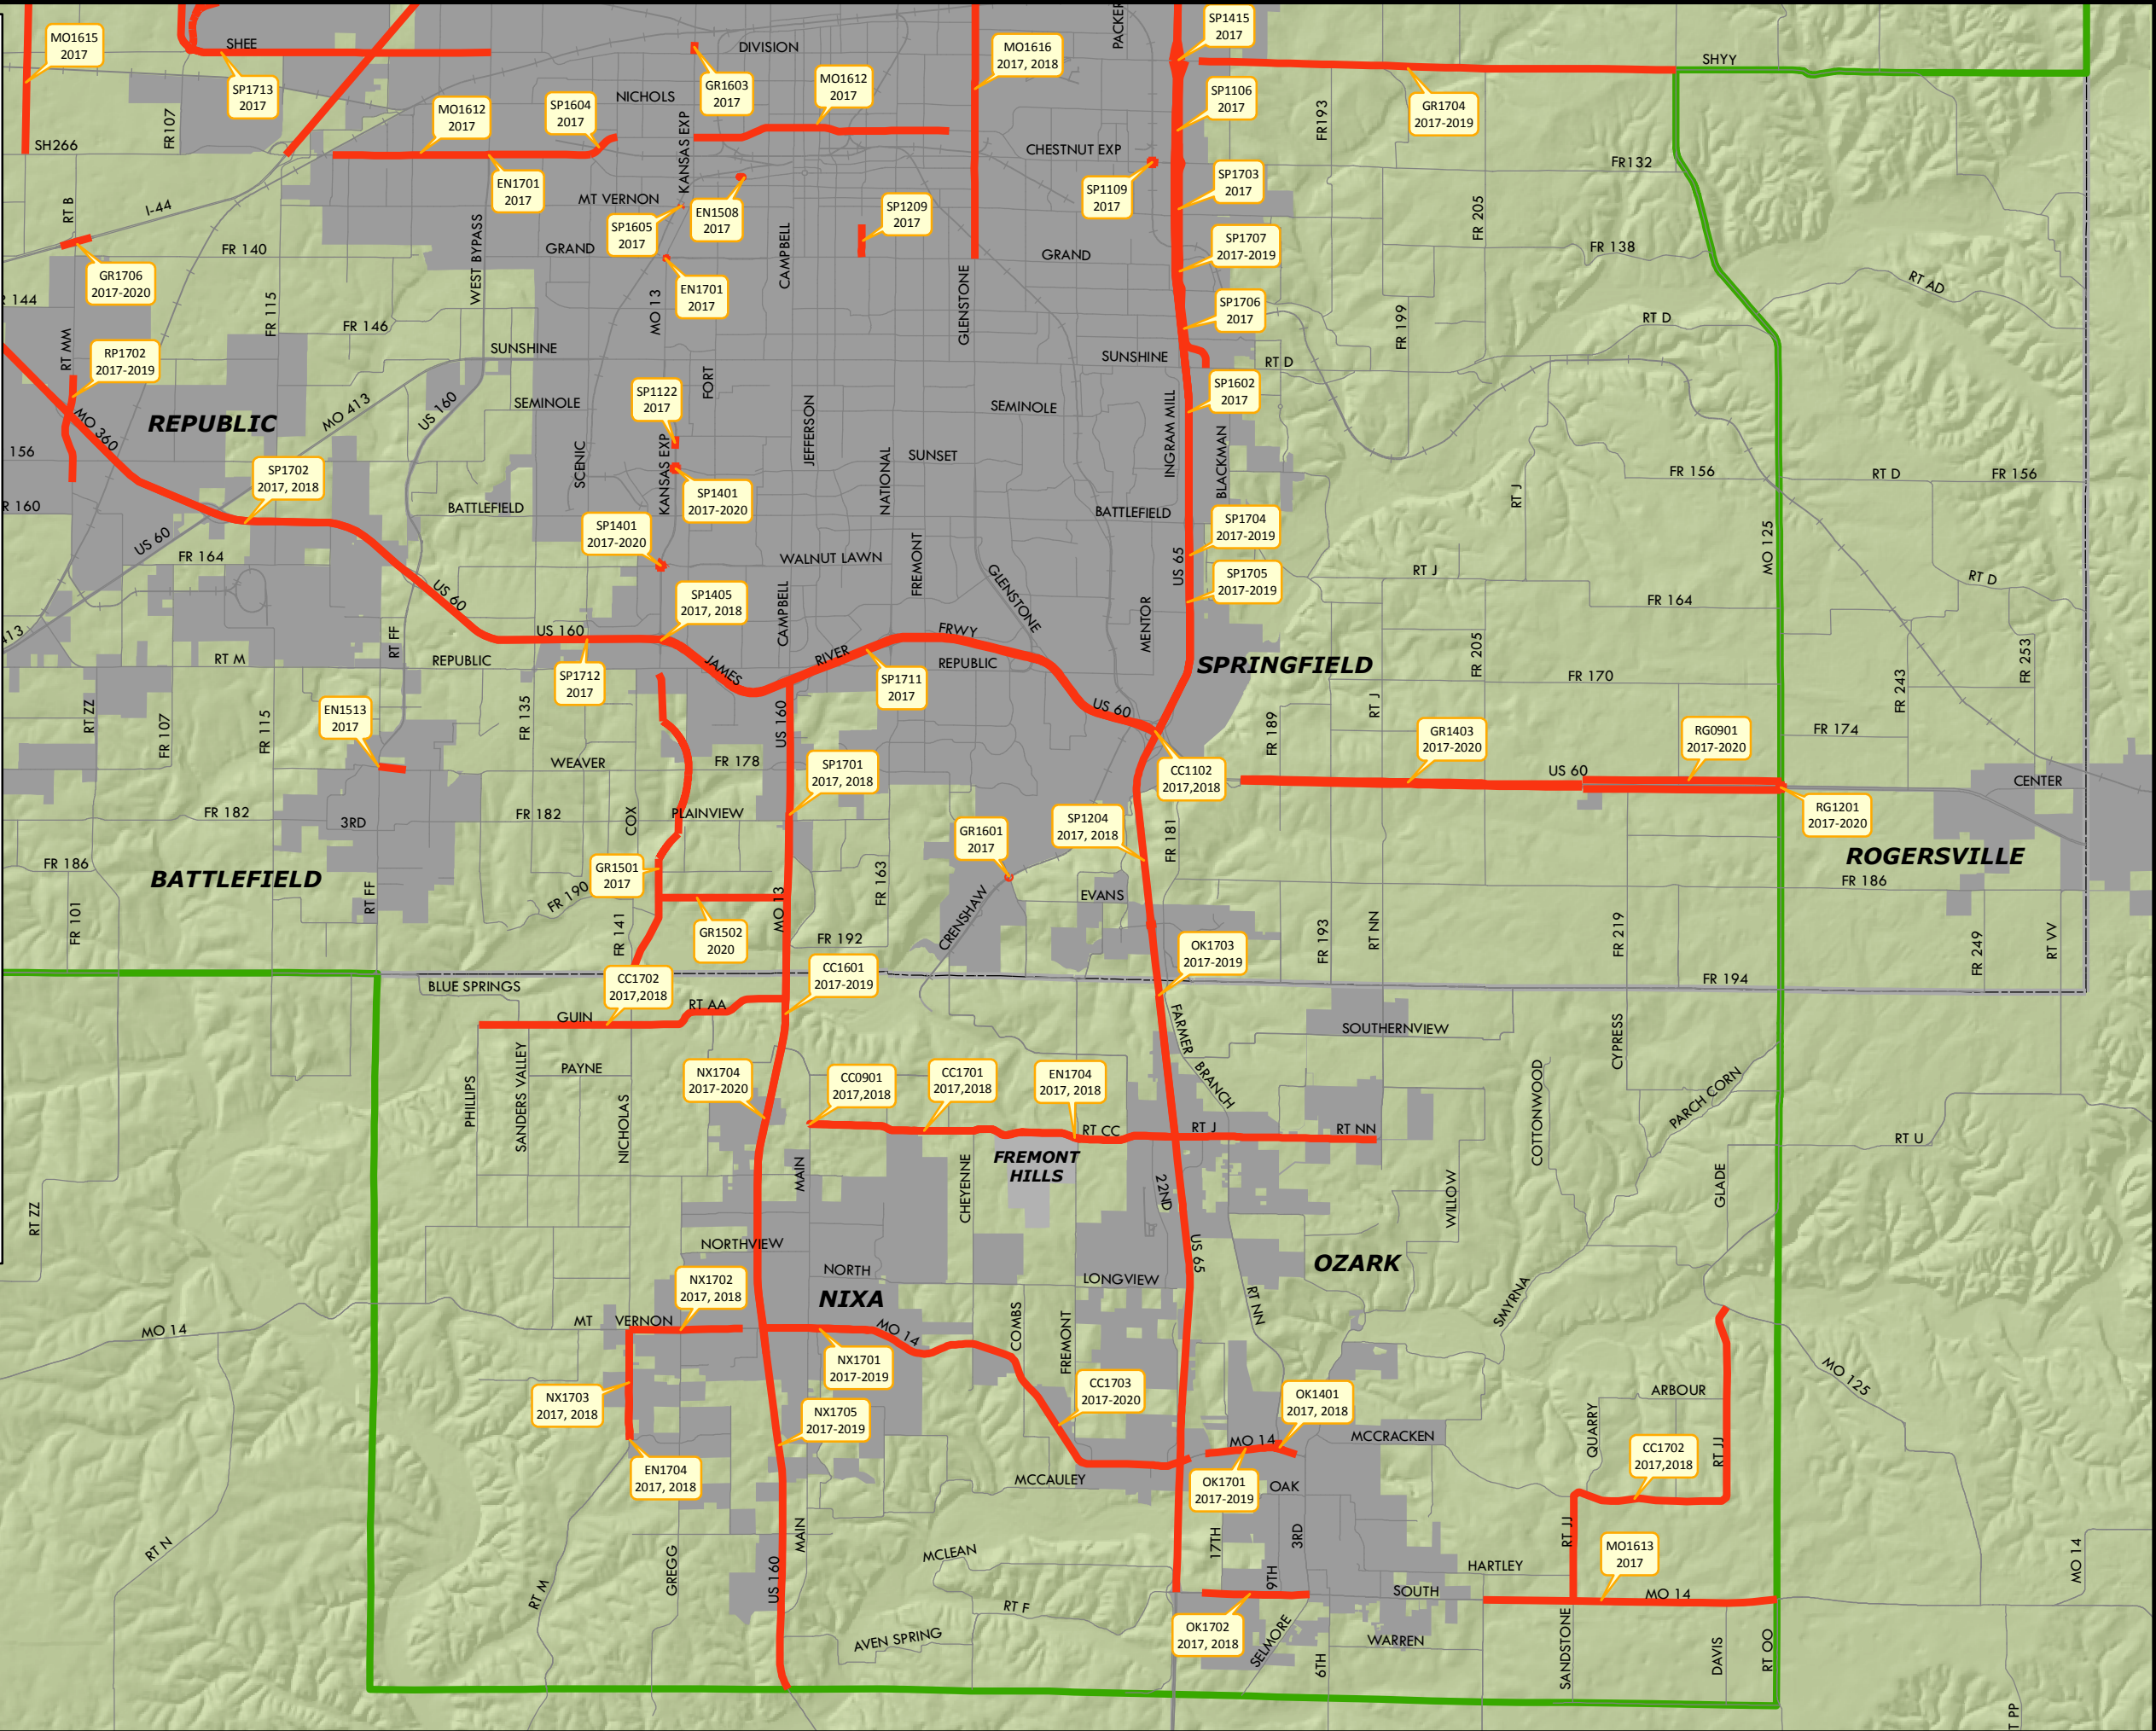 MO1615
2017
SHEE
SP1713
2017
DIVISION
GR1603
2017
MO1616
2017, 2018
PACKER
SP1415
2017
SHYY
NICHOLS
MO1612
2017
SP1604
2017
MO1612
2017
SP1106
2017
GR1704
2017-2019
FR193
FR107
SH266
KANSAS EXP
CHESTNUT EXP
FR132
EN1701
2017
SP1109
2017
SP1703
2017
RT B
I-44
MT VERNON
SP1605
2017
EN1508
2017
SP1209
2017
FR 205
WEST BYPASS
FR 140
GRAND
CAMPBELL
GRAND
SP1707
2017-2019
FR 138
GR1706
2017-2020
EN1701
2017
RT AD
144
FR 115
FR 146
MO 13
GLENSTONE
SP1706
2017
FR 199
RT D
RT MM
RP1702
2017-2019
SUNSHINE
SUNSHINE
RT D
REPUBLIC
MO 413
US 160
SEMINOLE
SP1122
2017
FORT
SEMINOLE
INGRAM MILL
SP1602
2017
MO 360
156
SCENIC
KANSAS EXP
JEFFERSON
NATIONAL
SUNSET
BLACKMAN
FR 156
RT D
FR 156
SP1702
2017, 2018
SP1401
2017-2020
RT J
R 160
BATTLEFIELD
BATTLEFIELD
SP1401
2017-2020
SP1704
2017-2019
MO 125
US 60
FR 164
WALNUT LAWN
FREMONT
GLENSTONE
US 65
SP1705
2017-2019
RT J
RT D
US 60
SP1405
2017, 2018
CAMPBELL
MENTOR
FR 164
413
RT FF
US 160
FRWY
FR 205
FR 253
RT M
REPUBLIC
JAMES
RIVER
REPUBLIC
SPRINGFIELD
SP1712
2017
SP1711
2017
FR 170
FR 243
RT ZZ
FR 107
FR 115
EN1513
2017
FR 135
US 160
US 60
FR 189
RT J
GR1403
2017-2020
RG0901
2017-2020
FR 174
WEAVER
FR 178
SP1701
2017, 2018
CC1102
2017,2018
US 60
CENTER
FR 182
3RD
FR 182
COX
PLAINVIEW
GR1601
2017
SP1204
2017, 2018
FR 181
RG1201
2017-2020
FR 186
BATTLEFIELD
GR1501
2017
FR 163
ROGERSVILLE
FR 186
FR 101
RT FF
FR 190
FR 141
MO 13
GR1502
2020
CRENSHAW
EVANS
FR 193
RT NN
FR 219
FR 249
RT VV
FR 192
OK1703
2017-2019
BLUE SPRINGS
CC1702
2017,2018
CC1601
2017-2019
FR 194
GUIN
RT AA
SOUTHERNVIEW
FARMER
BRANCH
CYPRESS
PHILLIPS
SANDERS VALLEY
PAYNE
NICHOLAS
NX1704
2017-2020
CC0901
2017,2018
CC1701
2017,2018
EN1704
2017, 2018
COTTONWOOD
PARCH CORN
RT CC
RT J
RT NN
RT U
FREMONT
HILLS
MAIN
CHEYENNE
22ND
WILLOW
GLADE
RT ZZ
NORTHVIEW
NORTH
LONGVIEW
US 65
OZARK
NX1702
2017, 2018
NIXA
RT NN
SMYRNA
MO 14
MT VERNON
MO 14
COMBS
FREMONT
NX1701
2017-2019
CC1703
2017-2020
MO 125
NX1703
2017, 2018
NX1705
2017-2019
OK1401
2017, 2018
ARBOUR
QUARRY
MO 14
MCCRACKEN
CC1702
2017,2018
RT JJ
EN1704
2017, 2018
MCCAULEY
OK1701
2017-2019
OAK
RT N
MAIN
17TH
3RD
RT JJ
MO1613
2017
MCLEAN
HARTLEY
MO 14
RT M
GREGG
US 160
9TH
SOUTH
MO 14
RT F
OK1702
2017, 2018
SELMORE
AVEN SPRING
WARREN
6TH
SANDSTONE
DAVIS
RT OO
T PP